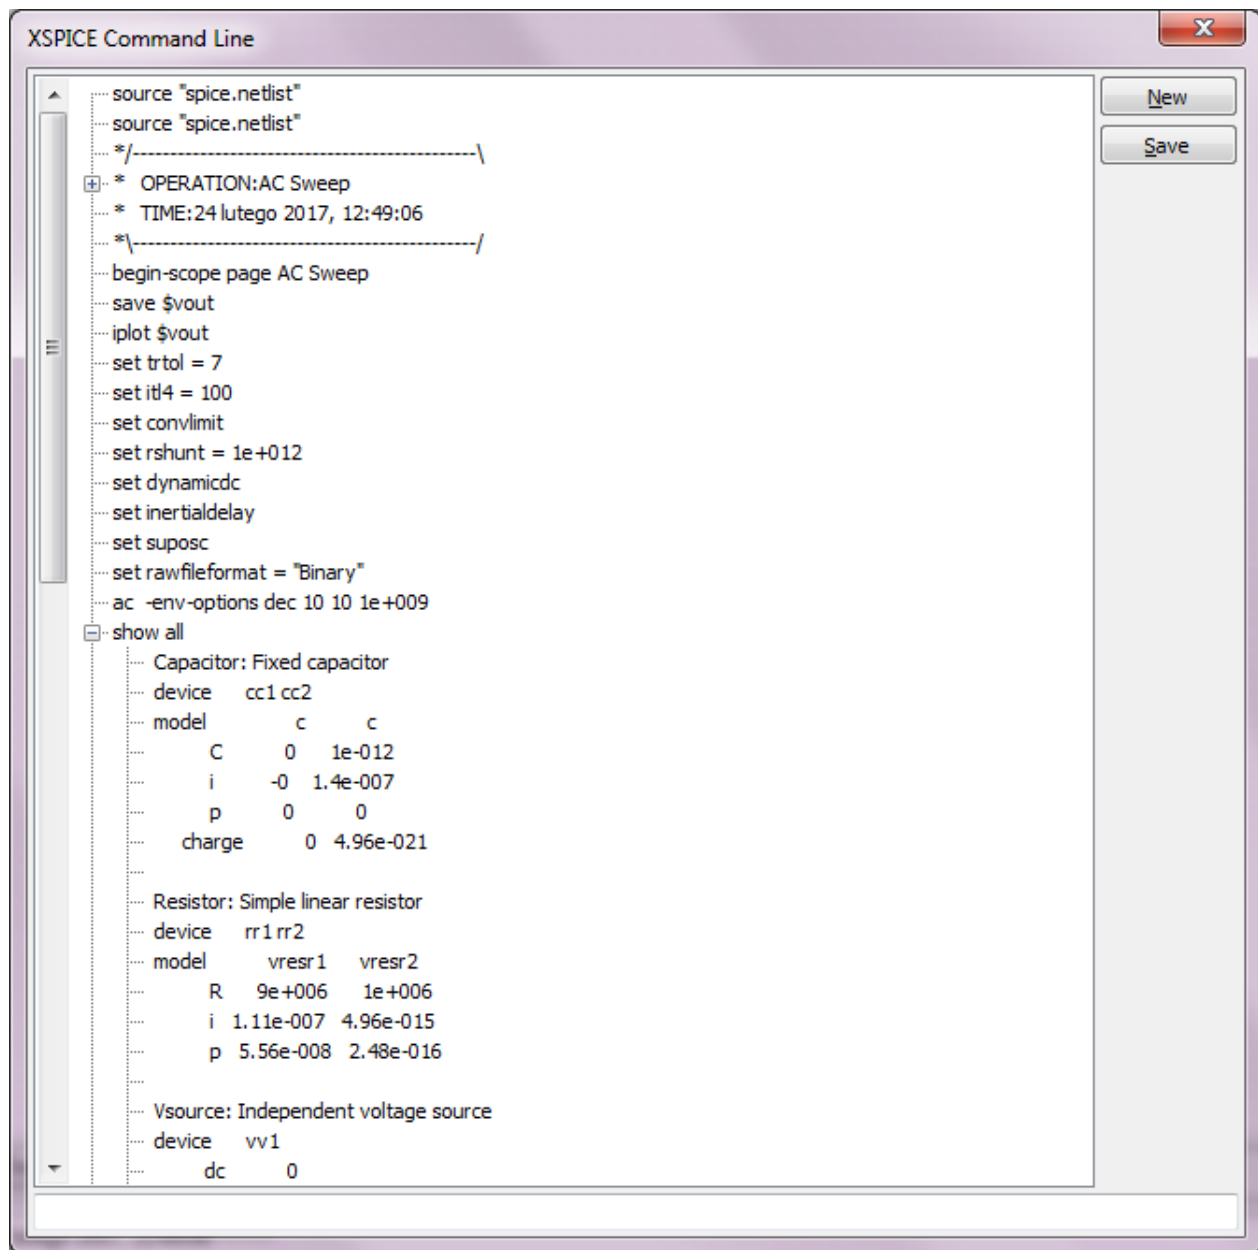 XSPICE Command Line
source "spice.netlist"
New
source "spice.netlist"
Save
*/----------------------------------------------\
* OPERATION:AC Sweep
* TIME:24 lutego 2017, 12:49:06
*\----------------------------------------------/
begin-scope page AC Sweep
save $vout
iplot $vout
set trtol = 7
set itl4 = 100
set convlimit
set rshunt = 1e+012
set dynamicdc
set inertialdelay
set suposc
set rawfileformat = "Binary"
ac -env-options dec 10 10 1e+009
show all
Capacitor: Fixed capacitor
device cc1 cc2
model c c
C 0 1e-012
i -0 1.4e-007
p 0 0
charge 0 4.96e-021
Resistor: Simple linear resistor
device rr1 rr2
model vresr1 vresr2
R 9e+006 1e+006
i 1.11e-007 4.96e-015
p 5.56e-008 2.48e-016
Vsource: Independent voltage source
device vv1
dc 0